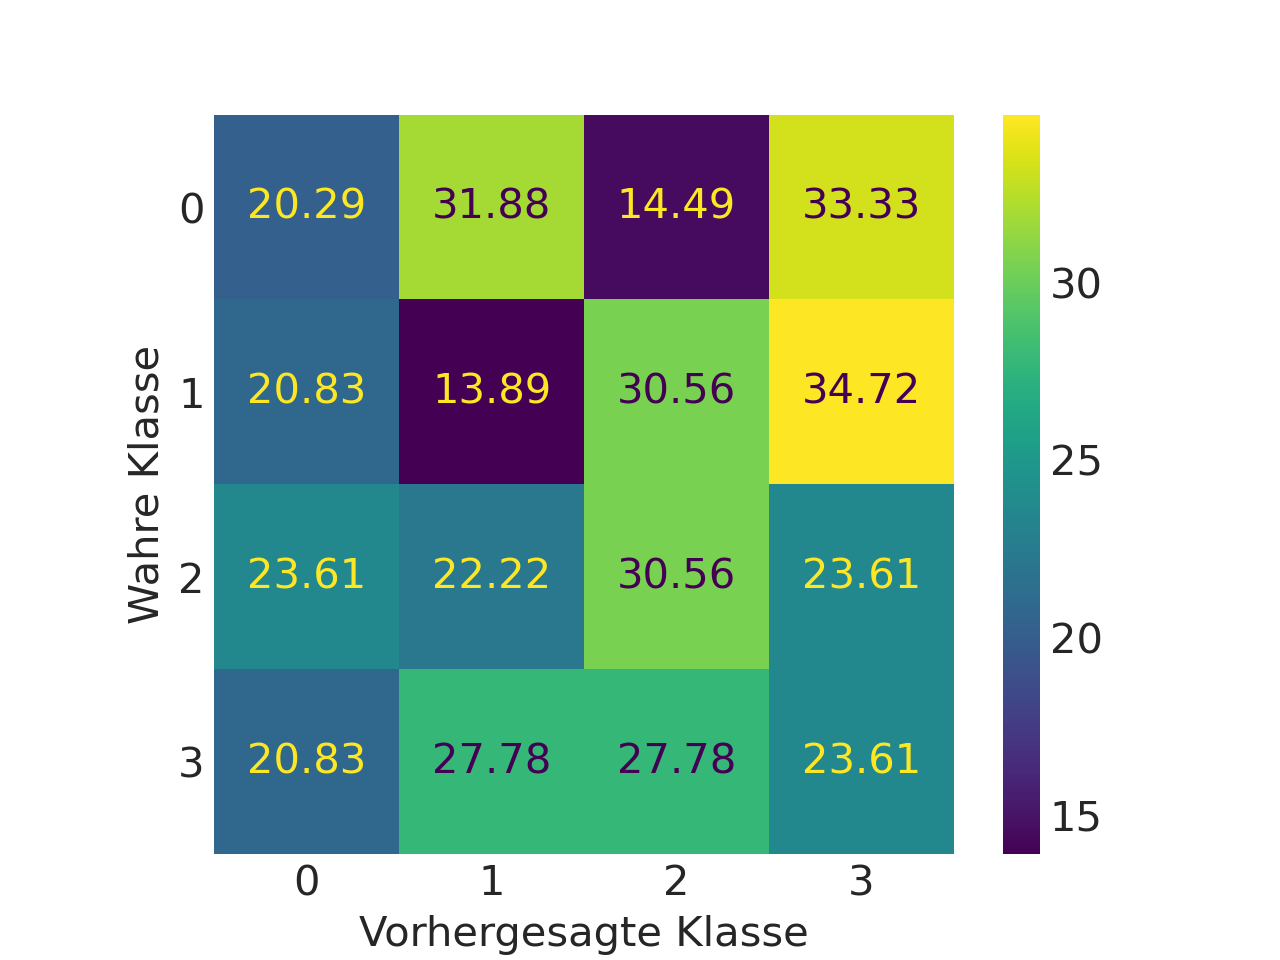 0 20.29 31.88 14.49 33.33
1 20.83 13.89 30.56 34.72
2 23.61 22.22 30.56 23.61
3 20.83 27.78 27.78 23.61
0 1 2 3
Vorhergesagte Klasse
Wahre Klasse
30
25
20
15